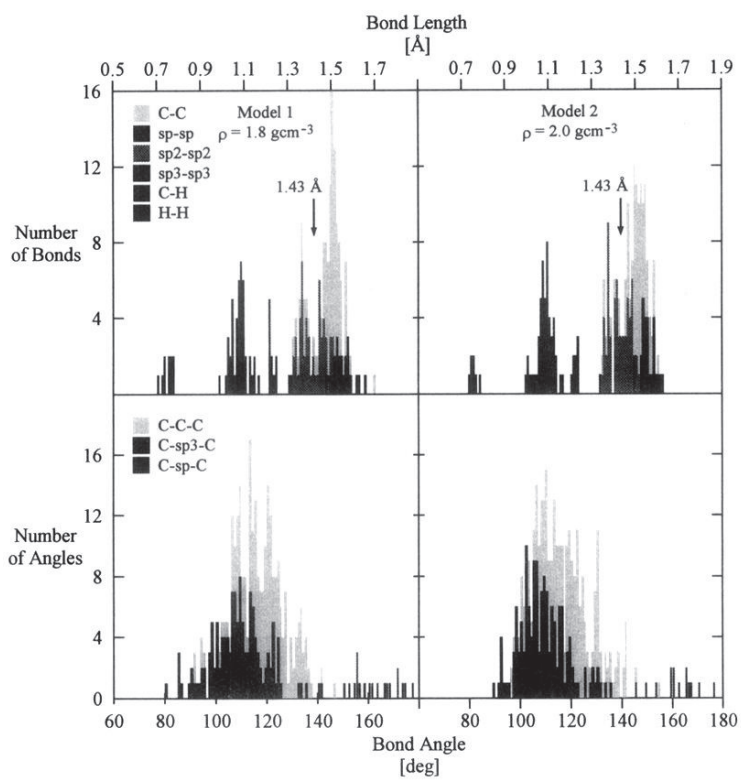 Bond Length
[Å]
0.5 0.7 0.9 1.1 1.3 1.5 1.7 0.7 0.9 1.1 1.3 1.5 1.7 1.9
16
12
8
4
Number
of Bonds
C-C
sp-sp
sp2-sp2
sp3-sp3
C-H
H-H
Model 1
ρ = 1.8 gcm⁻³
1.43 Å
Model 2
ρ = 2.0 gcm⁻³
1.43 Å
16
12
8
4
0
Number
of Angles
C-C-C
C-sp3-C
C-sp-C
60 80 100 120 140 160 80 100 120 140 160 180
Bond Angle
[deg]